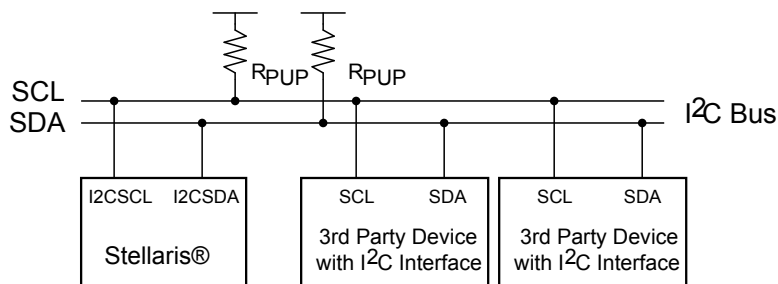 RPUP
RPUP
SCL
SDA
I²C Bus
I2CSCL
I2CSDA
Stellaris®
SCL
SDA
3rd Party Device
with I²C Interface
SCL
SDA
3rd Party Device
with I²C Interface